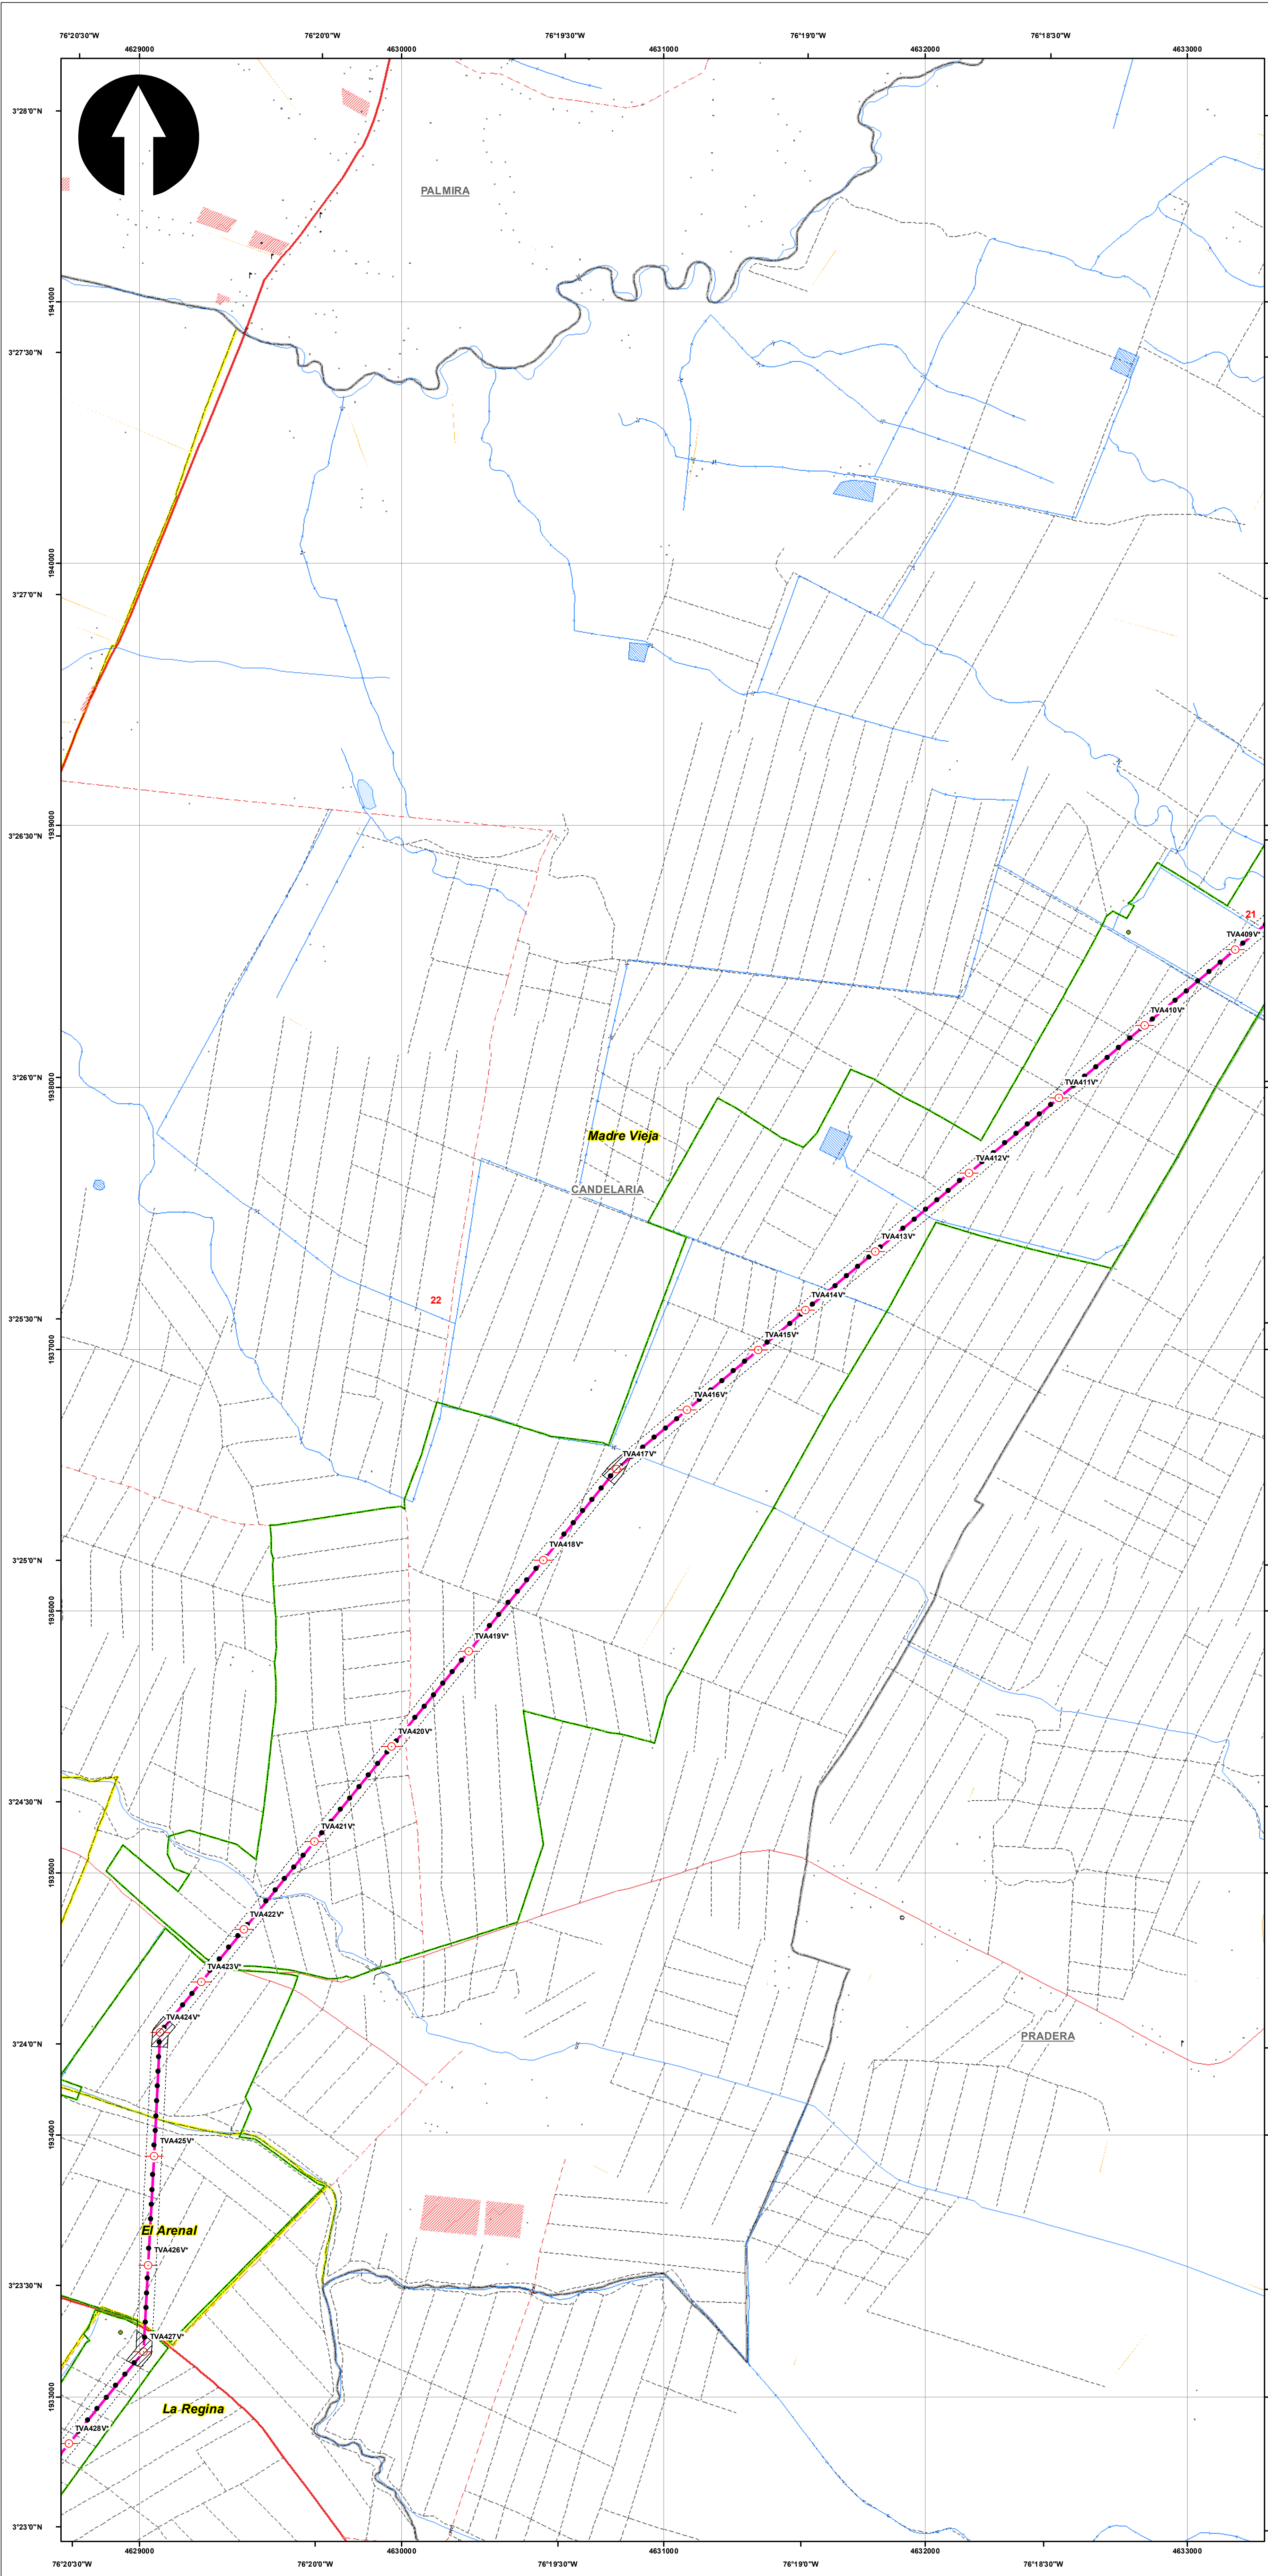 76°20'30"W 76°20'0"W 76°19'30"W 76°19'0"W 76°18'30"W
4629000 4630000 4631000 4632000 4633000
3°28'0"N
PALMIRA
1941000
3°27'30"N
1940000
3°27'0"N
1939000
3°26'30"N
21
TVA409V*
TVA410V*
3°26'0"N
TVA411V*
1938000
Madre Vieja
TVA412V*
CANDELARIA
TVA413V*
22
TVA414V*
3°25'30"N
TVA415V*
1937000
TVA416V*
TVA417V*
TVA418V*
3°25'0"N
1936000
TVA419V*
TVA420V*
3°24'30"N
TVA421V*
1935000
TVA422V*
TVA423V*
TVA424V*
PRADERA
3°24'0"N
1934000
TVA425V*
El Arenal
TVA426V*
3°23'30"N
TVA427V*
1933000
La Regina
TVA428V*
3°23'0"N
4629000 4630000 4631000 4632000 4633000
76°20'30"W 76°20'0"W 76°19'30"W 76°19'0"W 76°18'30"W